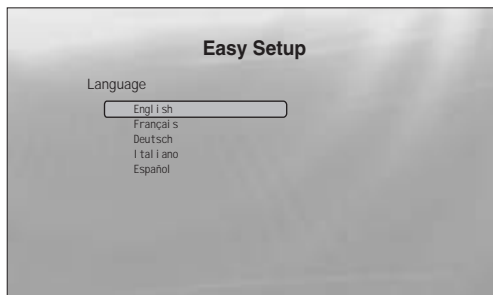 Easy Setup
Language
English
Français
Deutsch
Italiano
Español